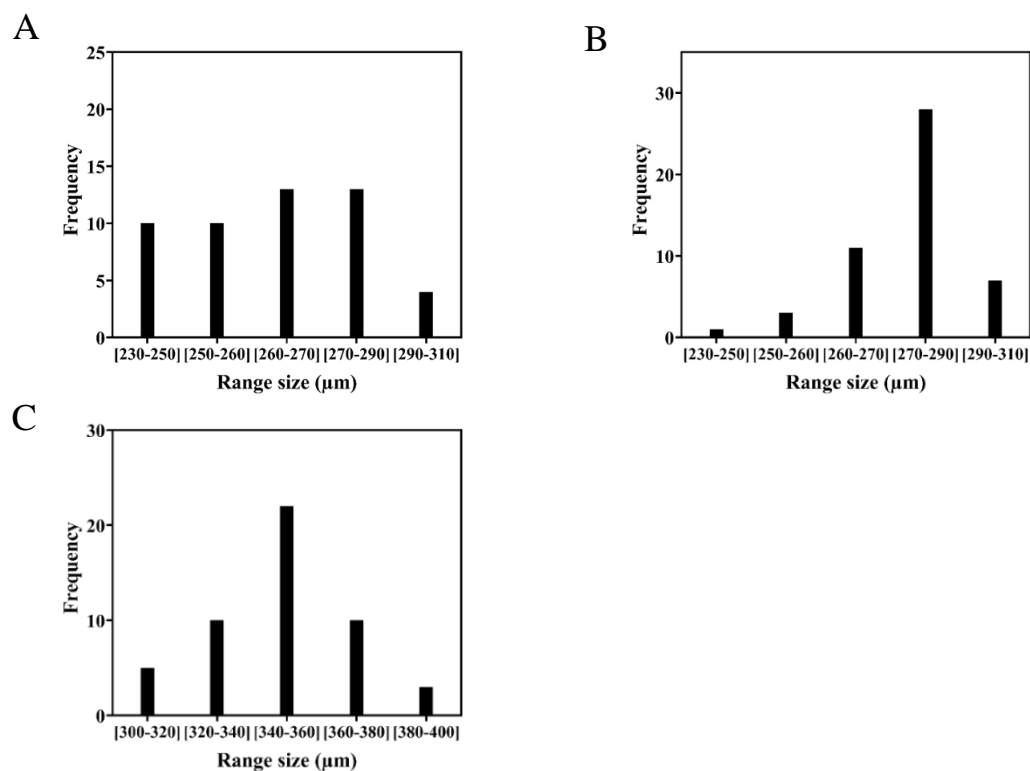 A
25
20
15
10
5
0
Frequency
[230-250] [250-260] [260-270] [270-290] [290-310]
Range size (µm)
B
30
20
10
0
Frequency
[230-250] [250-260] [260-270] [270-290] [290-310]
Range size (µm)
C
30
20
10
0
Frequency
[300-320] [320-340] [340-360] [360-380] [380-400]
Range size (µm)